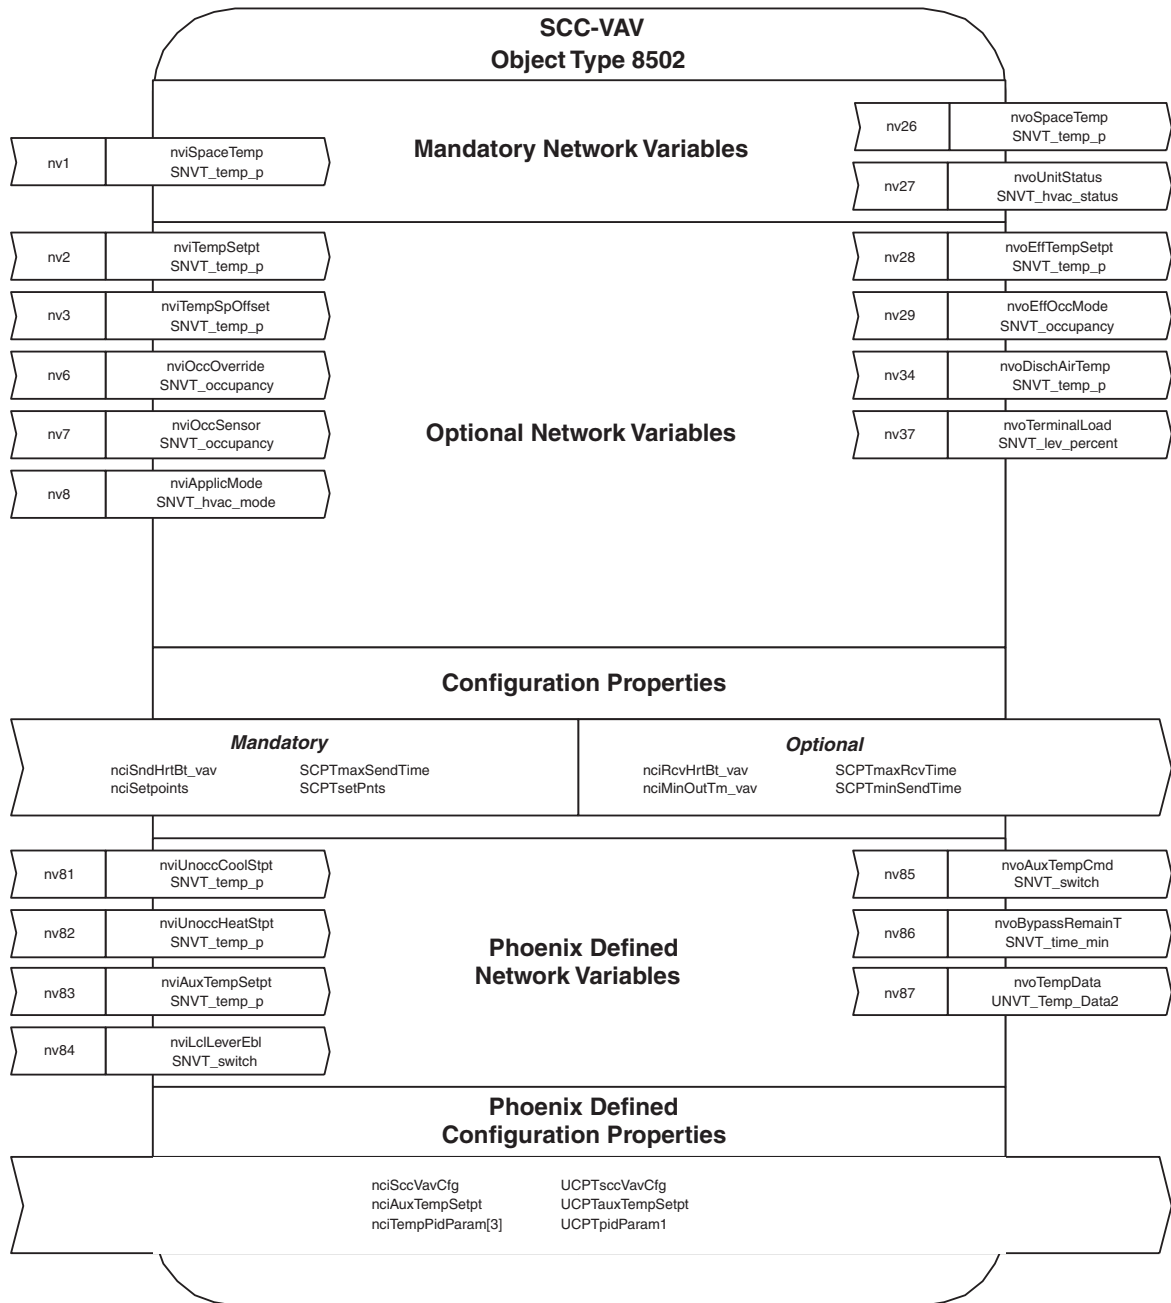 SCC-VAV
Object Type 8502
Mandatory Network Variables
nv1
nviSpaceTemp
SNVT_temp_p
nv26
nvoSpaceTemp
SNVT_temp_p
nv27
nvoUnitStatus
SNVT_hvac_status
Optional Network Variables
nv2
nviTempSetpt
SNVT_temp_p
nv3
nviTempSpOffset
SNVT_temp_p
nv6
nviOccOverride
SNVT_occupancy
nv7
nviOccSensor
SNVT_occupancy
nv8
nviApplicMode
SNVT_hvac_mode
nv28
nvoEffTempSetpt
SNVT_temp_p
nv29
nvoEffOccMode
SNVT_occupancy
nv34
nvoDischAirTemp
SNVT_temp_p
nv37
nvoTerminalLoad
SNVT_lev_percent
Configuration Properties
Mandatory
nciSndHrtBt_vav SCPTmaxSendTime
nciSetpoints SCPTsetPnts
Optional
nciRcvHrtBt_vav SCPTmaxRcvTime
nciMinOutTm_vav SCPTminSendTime
Phoenix Defined
Network Variables
nv81
nviUnoccCoolStpt
SNVT_temp_p
nv82
nviUnoccHeatStpt
SNVT_temp_p
nv83
nviAuxTempSetpt
SNVT_temp_p
nv84
nviLclLeverEbl
SNVT_switch
nv85
nvoAuxTempCmd
SNVT_switch
nv86
nvoBypassRemainT
SNVT_time_min
nv87
nvoTempData
UNVT_Temp_Data2
Phoenix Defined
Configuration Properties
nciSccVavCfg UCPTsccVavCfg
nciAuxTempSetpt UCPTauxTempSetpt
nciTempPidParam[3] UCPTpidParam1